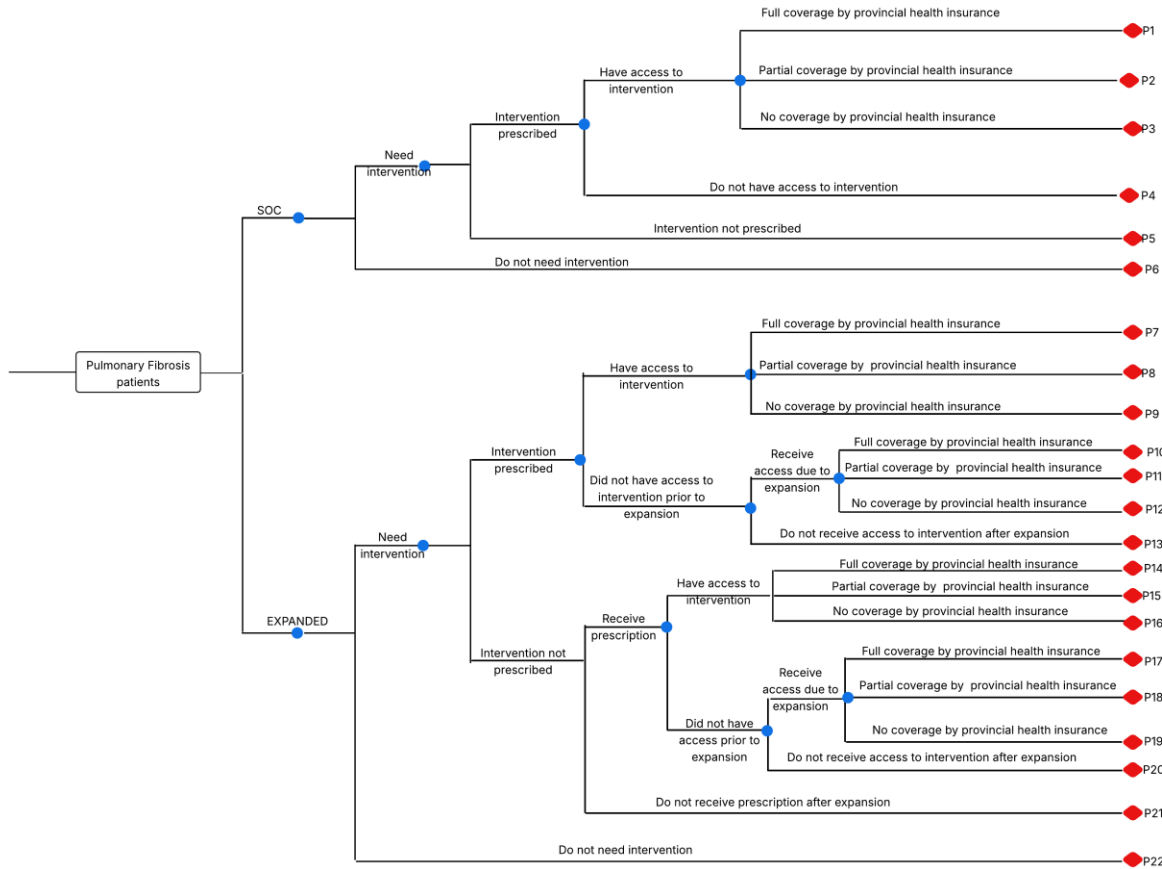 Full coverage by provincial health insurance
P1
Have access to
intervention
Partial coverage by provincial health insurance
P2
Intervention
prescribed
No coverage by provincial health insurance
P3
Need
intervention
Do not have access to intervention
P4
SOC
Intervention not prescribed
P5
Do not need intervention
P6
Pulmonary Fibrosis
patients
Full coverage by provincial health insurance
P7
Have access to
intervention
Partial coverage by provincial health insurance
P8
No coverage by provincial health insurance
P9
Intervention
prescribed
Did not have access to
intervention prior to
expansion
Receive
access due to
expansion
Full coverage by provincial health insurance
P10
Partial coverage by provincial health insurance
P11
No coverage by provincial health insurance
P12
Do not receive access to intervention after expansion
P13
Need
intervention
EXPANDED
Intervention not
prescribed
Receive
prescription
Have access to
intervention
Full coverage by provincial health insurance
P14
Partial coverage by provincial health insurance
P15
No coverage by provincial health insurance
P16
Did not have
access prior to
expansion
Receive
access due to
expansion
Full coverage by provincial health insurance
P17
Partial coverage by provincial health insurance
P18
No coverage by provincial health insurance
P19
Do not receive access to intervention after expansion
P20
Do not receive prescription after expansion
P21
Do not need intervention
P22